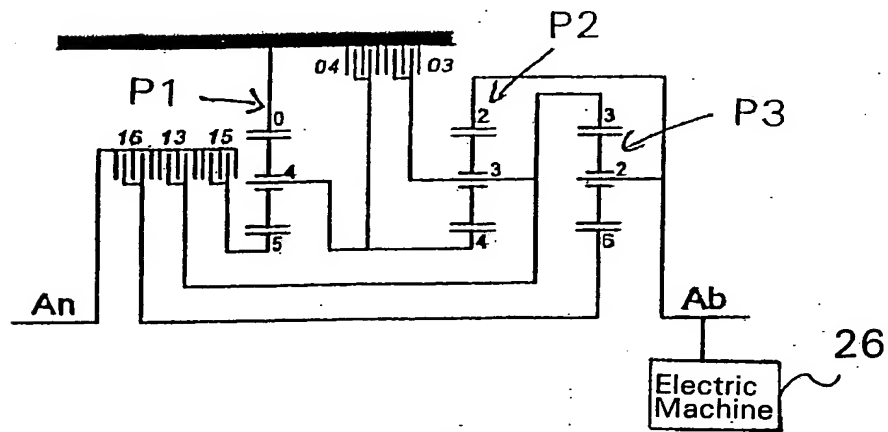 P2
04 03
P1
0 2 3
P3
16 13 15
4 3 2
5 4 6
An Ab
26
Electric
Machine